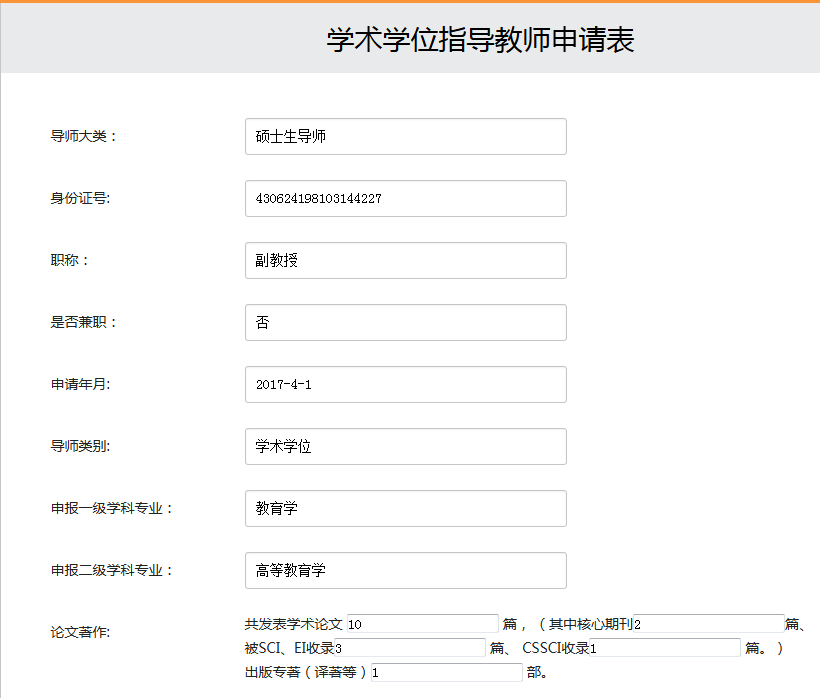 学术学位指导教师申请表
导师大类： 硕士生导师
身份证号: 430624198103144227
职称： 副教授
是否兼职： 否
申请年月: 2017-4-1
导师类别: 学术学位
申报一级学科专业： 教育学
申报二级学科专业： 高等教育学
论文著作: 共发表学术论文 10 篇，（其中核心期刊2 篇、
被SCI、EI收录3 篇、 CSSCI收录1 篇。）
出版专著（译著等）1 部。